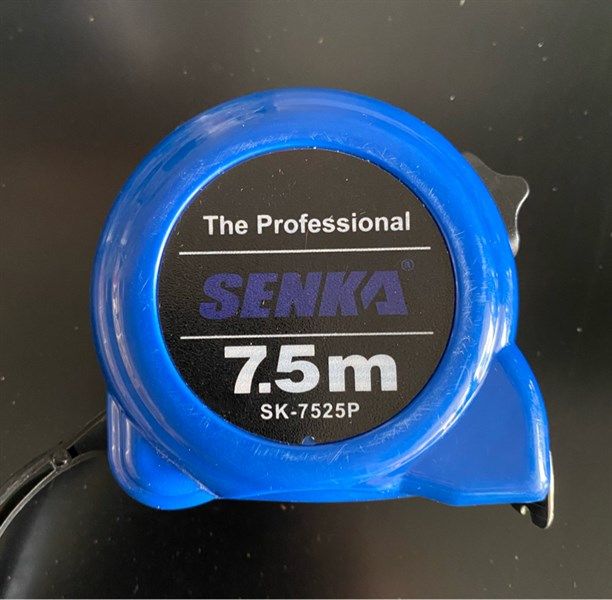 The Professional
SENKA®
7.5m
SK-7525P